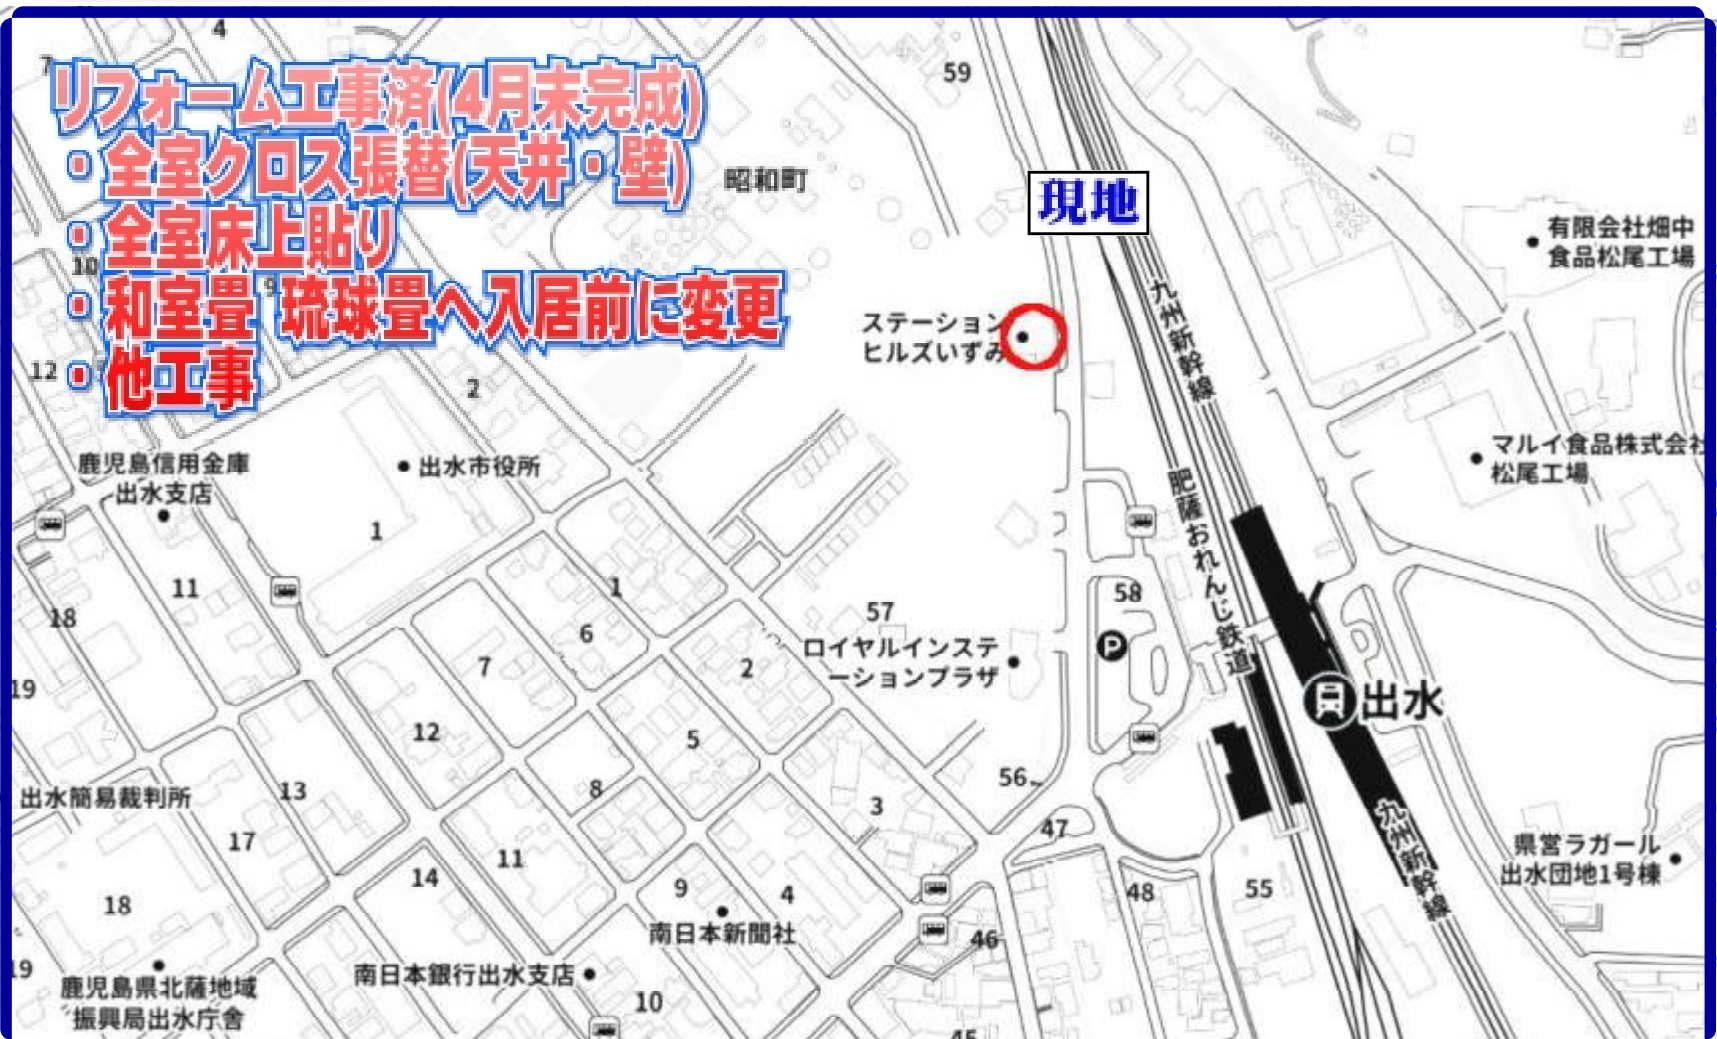 4
7
59
リフォーム工事済(4月末完成)
・全室クロス張替(天井・壁)
・全室床上貼り
・和室畳 琉球畳へ入居前に変更
・他工事
昭和町
現地
有限会社畑中
食品松尾工場
10
9
九州新幹線
ステーション
ヒルズいずみ
12
2
マルイ食品株式会社
松尾工場
鹿児島信用金庫
出水支店
出水市役所
肥薩おれんじ鉄道
1
11
1
18
58
57
6
P
ロイヤルインステ
ーションプラザ
7
2
19
出水
12
5
56
出水簡易裁判所
13
8
3
47
九州新幹線
17
県営ラガール
出水団地1号棟
11
14
9
4
48
55
18
南日本新聞社
46
19
南日本銀行出水支店
鹿児島県北薩地域
振興局出水庁舎
10
45